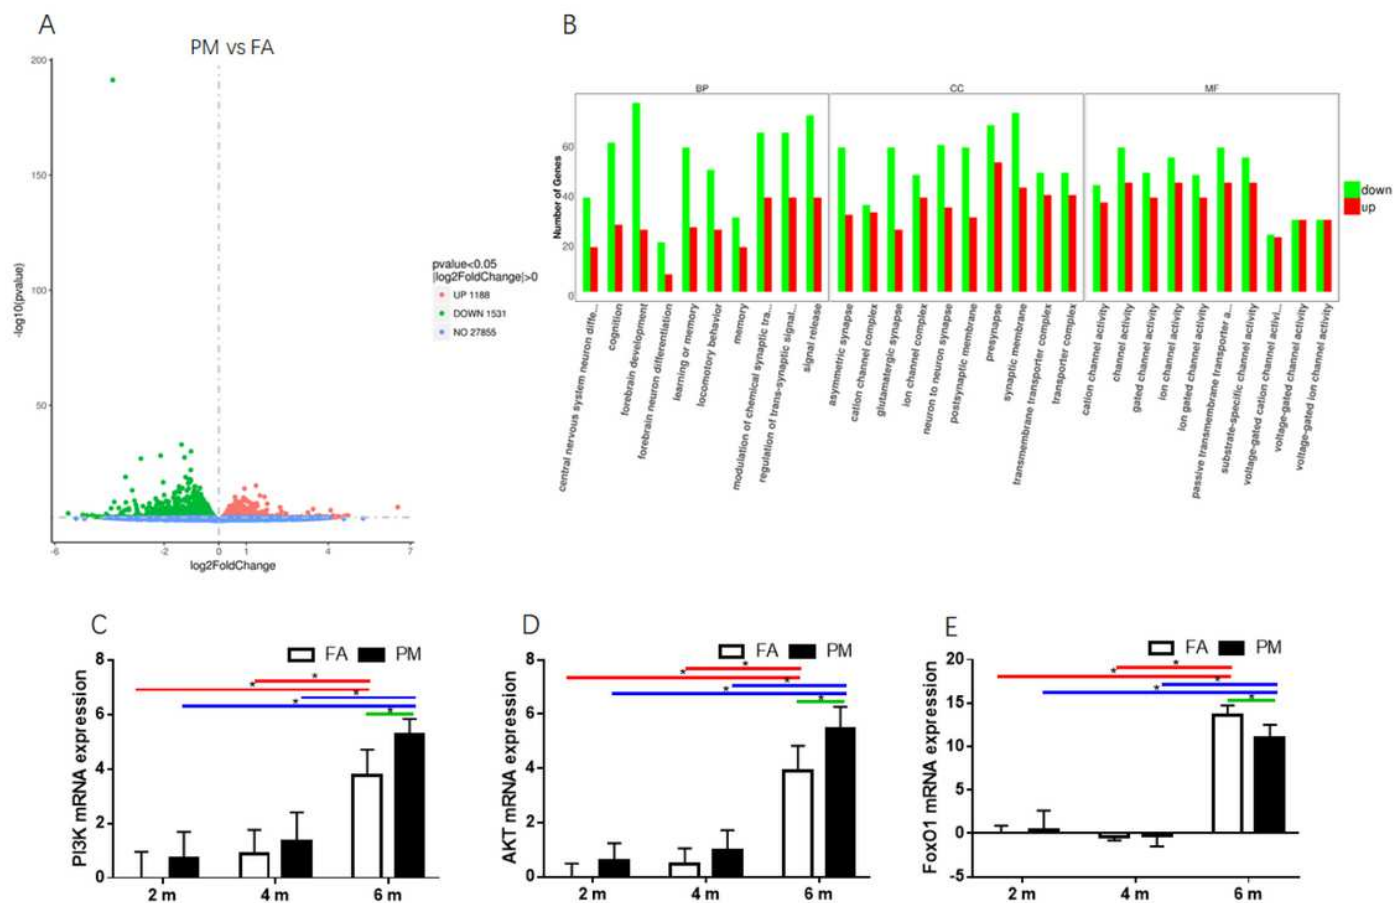 A
PM vs FA
200
150
100
50
-log10(pvalue)
-6
-2
0
1
4
7
log2FoldChange
pvalue<0.05
|log2FoldChange|>0
UP 1188
DOWN 1531
NO 27855
B
BP
CC
MF
60
40
20
0
Number of Genes
central nervous system neuron diffe...
cognition
forebrain development
forebrain neuron differentiation
learning or memory
locomotory behavior
memory
modulation of chemical synaptic tra...
regulation of trans-synaptic signal...
signal release
asymmetric synapse
cation channel complex
glutamatergic synapse
ion channel complex
neuron to neuron synapse
postsynaptic membrane
presynapse
synaptic membrane
transmembrane transporter complex
transporter complex
cation channel activity
channel activity
gated channel activity
ion channel activity
ion gated channel activity
passive transmembrane transporter a...
substrate-specific channel activity
voltage-gated cation channel activi...
voltage-gated channel activity
voltage-gated ion channel activity
down
up
C
FA PM
8
6
4
2
0
PI3K mRNA expression
* * * * *
2 m 4 m 6 m
D
FA PM
8
6
4
2
0
AKT mRNA expression
* * * * *
2 m 4 m 6 m
E
FA PM
20
15
10
5
0
-5
FoxO1 mRNA expression
* * * * *
2 m 4 m 6 m